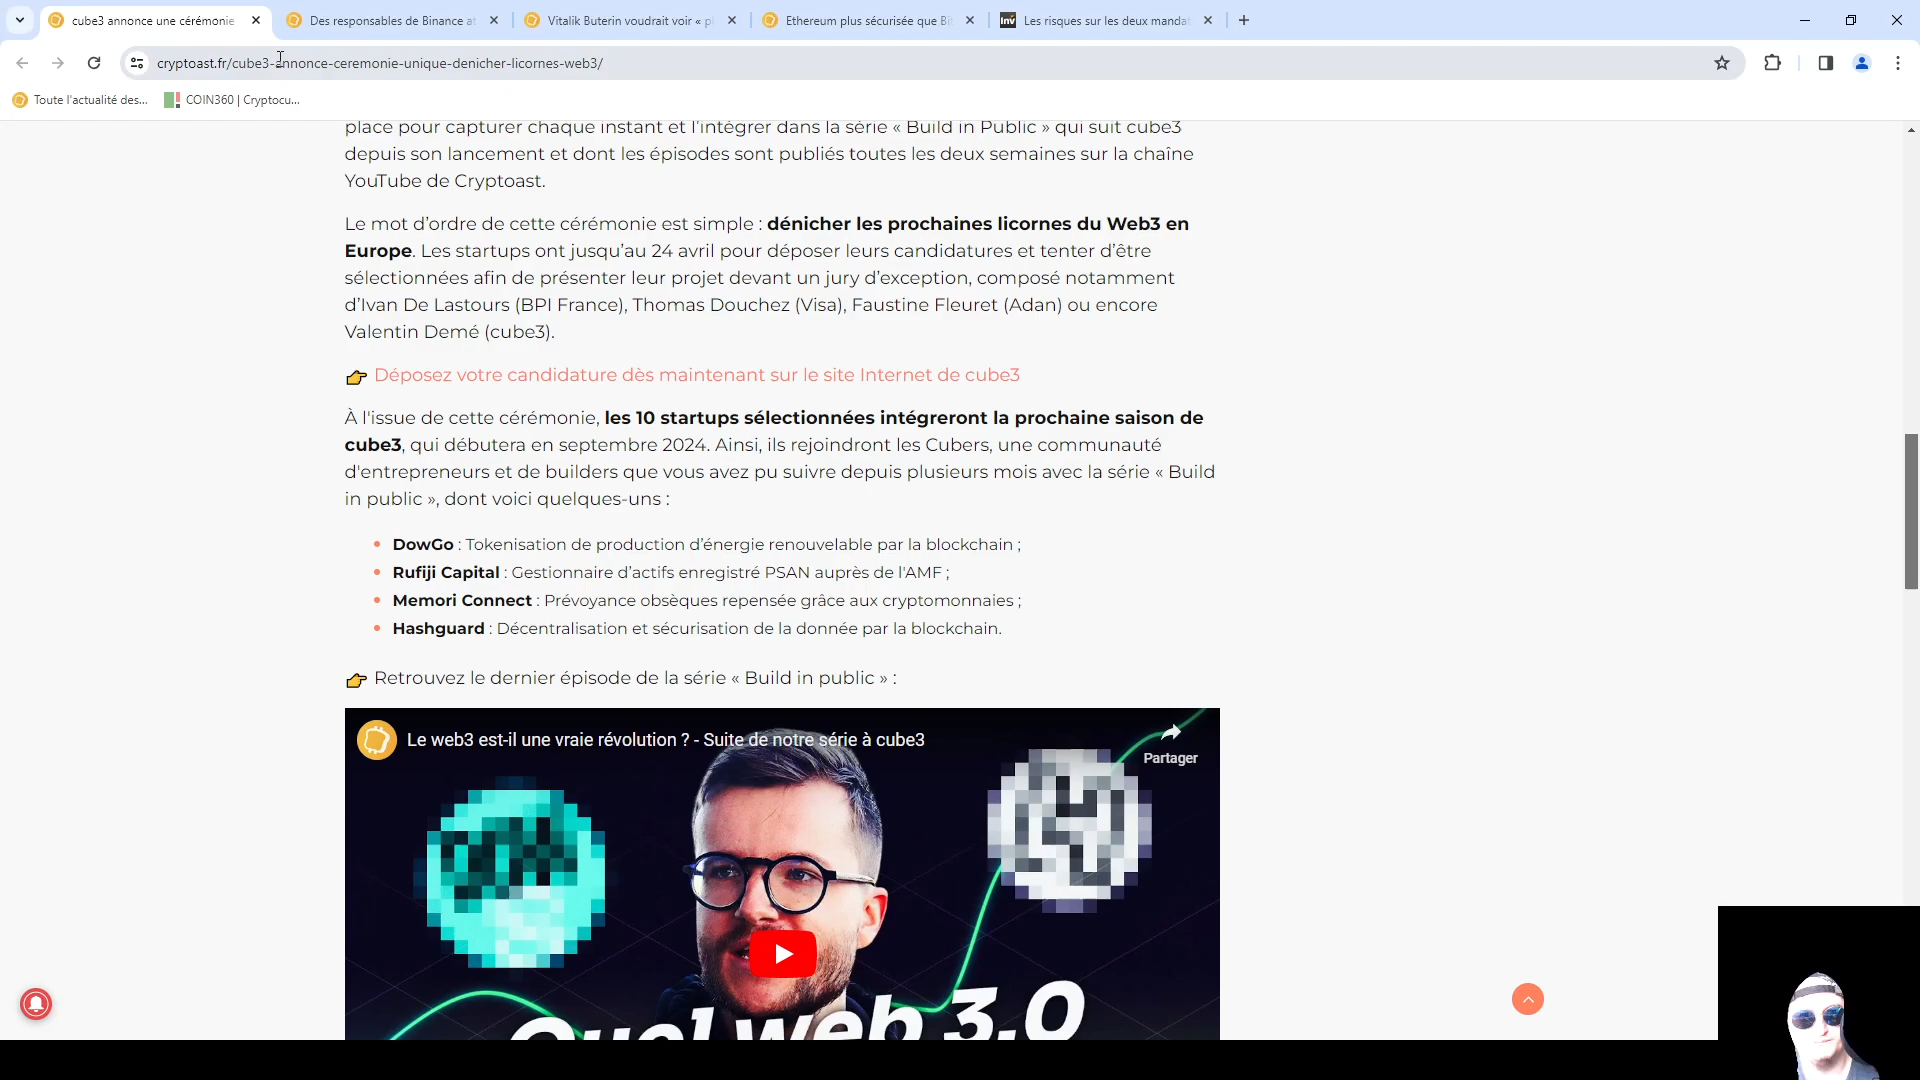 cube3 annonce une cérémonie
Des responsables de Binance at
Vitalik Buterin voudrait voir « p
Ethereum plus sécurisée que Bi
Les risques sur les deux mandat
cryptoast.fr/cube3-annonce-ceremonie-unique-denicher-licornes-web3/
Toute l'actualité des...
COIN360 | Cryptocu...
place pour capturer chaque instant et l'intégrer dans la série « Build in Public » qui suit cube3
depuis son lancement et dont les épisodes sont publiés toutes les deux semaines sur la chaîne
YouTube de Cryptoast.
Le mot d'ordre de cette cérémonie est simple : dénicher les prochaines licornes du Web3 en
Europe. Les startups ont jusqu'au 24 avril pour déposer leurs candidatures et tenter d'être
sélectionnées afin de présenter leur projet devant un jury d'exception, composé notamment
d'Ivan De Lastours (BPI France), Thomas Douchez (Visa), Faustine Fleuret (Adan) ou encore
Valentin Demé (cube3).
Déposez votre candidature dès maintenant sur le site Internet de cube3
À l'issue de cette cérémonie, les 10 startups sélectionnées intégreront la prochaine saison de
cube3, qui débutera en septembre 2024. Ainsi, ils rejoindront les Cubers, une communauté
d'entrepreneurs et de builders que vous avez pu suivre depuis plusieurs mois avec la série « Build
in public », dont voici quelques-uns :
DowGo : Tokenisation de production d'énergie renouvelable par la blockchain ;
Rufiji Capital : Gestionnaire d'actifs enregistré PSAN auprès de l'AMF ;
Memori Connect : Prévoyance obsèques repensée grâce aux cryptomonnaies ;
Hashguard : Décentralisation et sécurisation de la donnée par la blockchain.
Retrouvez le dernier épisode de la série « Build in public » :
Le web3 est-il une vraie révolution ? - Suite de notre série à cube3
Partager
Quel web 3.0